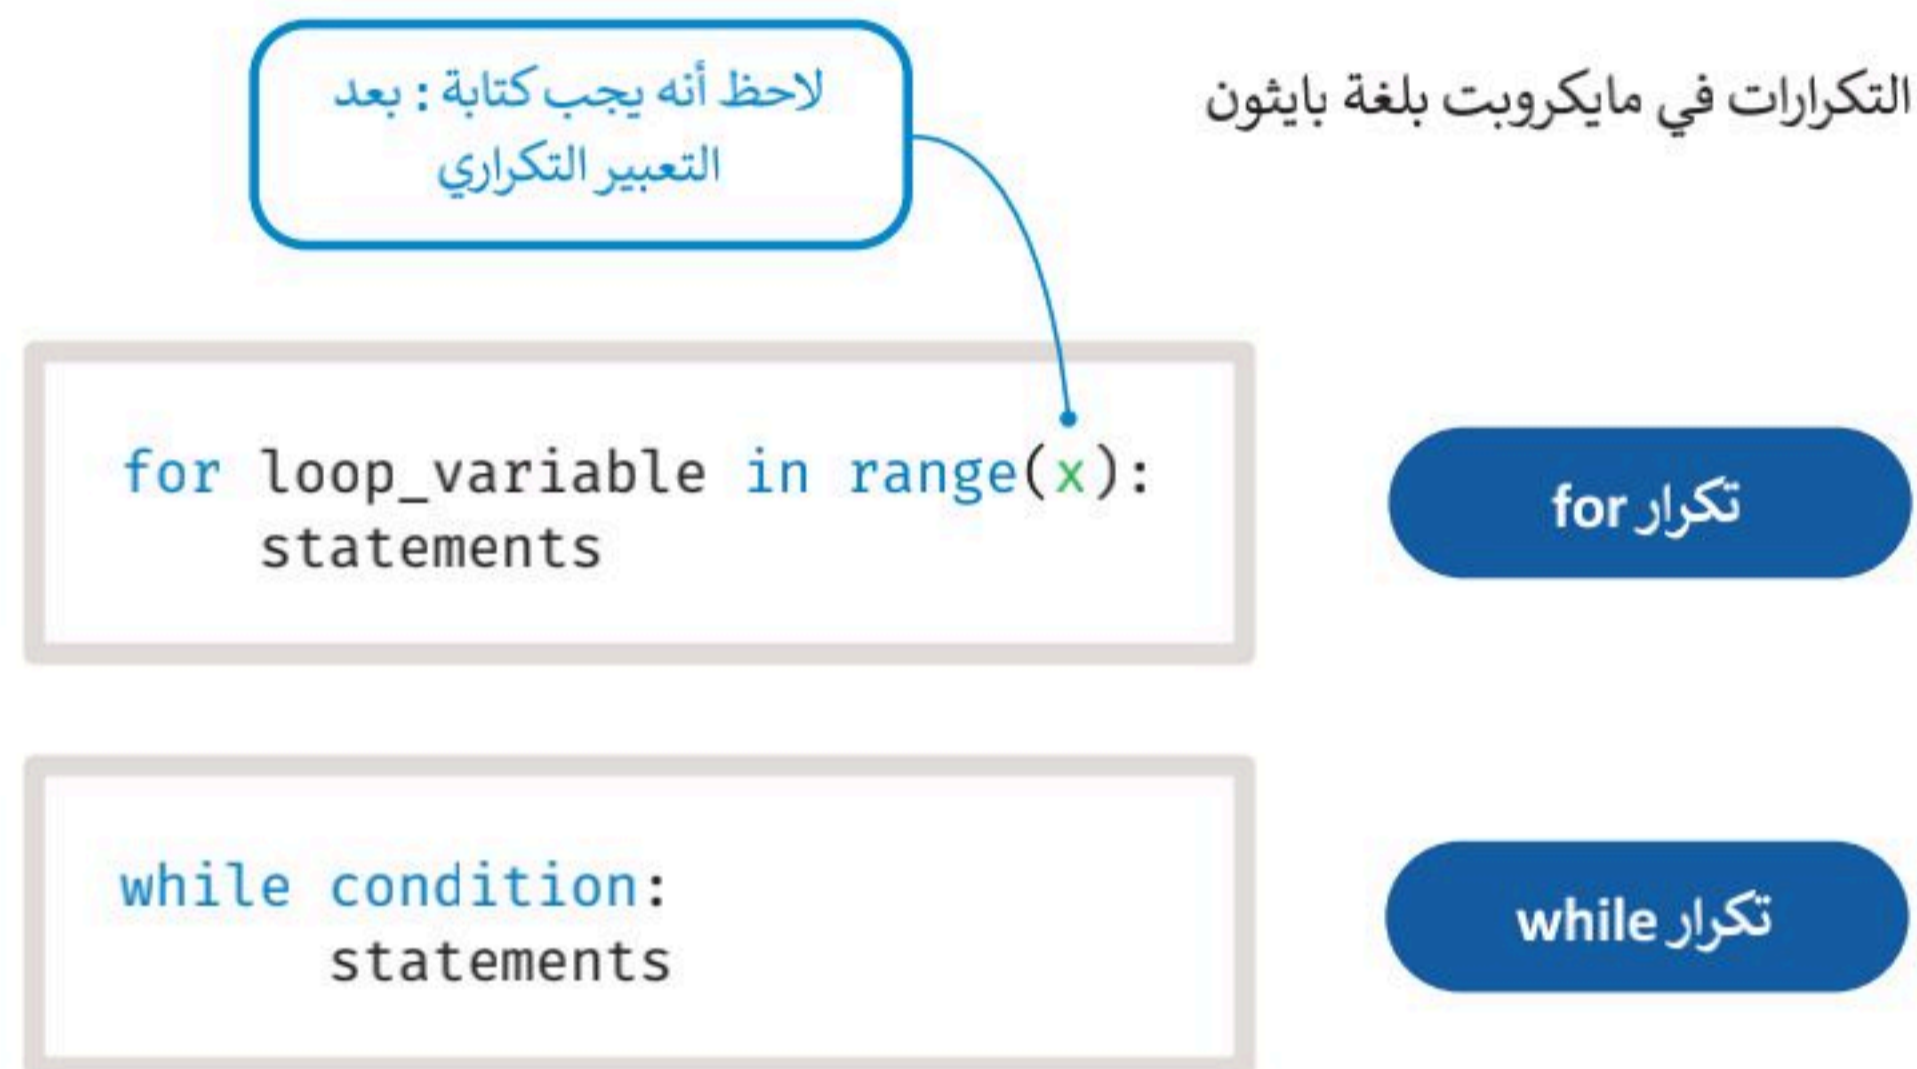 التكرارات في مايكروبت بلغة بايثون
لاحظ أنه يجب كتابة : بعد
التعبير التكراري
تكرار for
for loop_variable in range(x):
    statements
تكرار while
while condition:
      statements